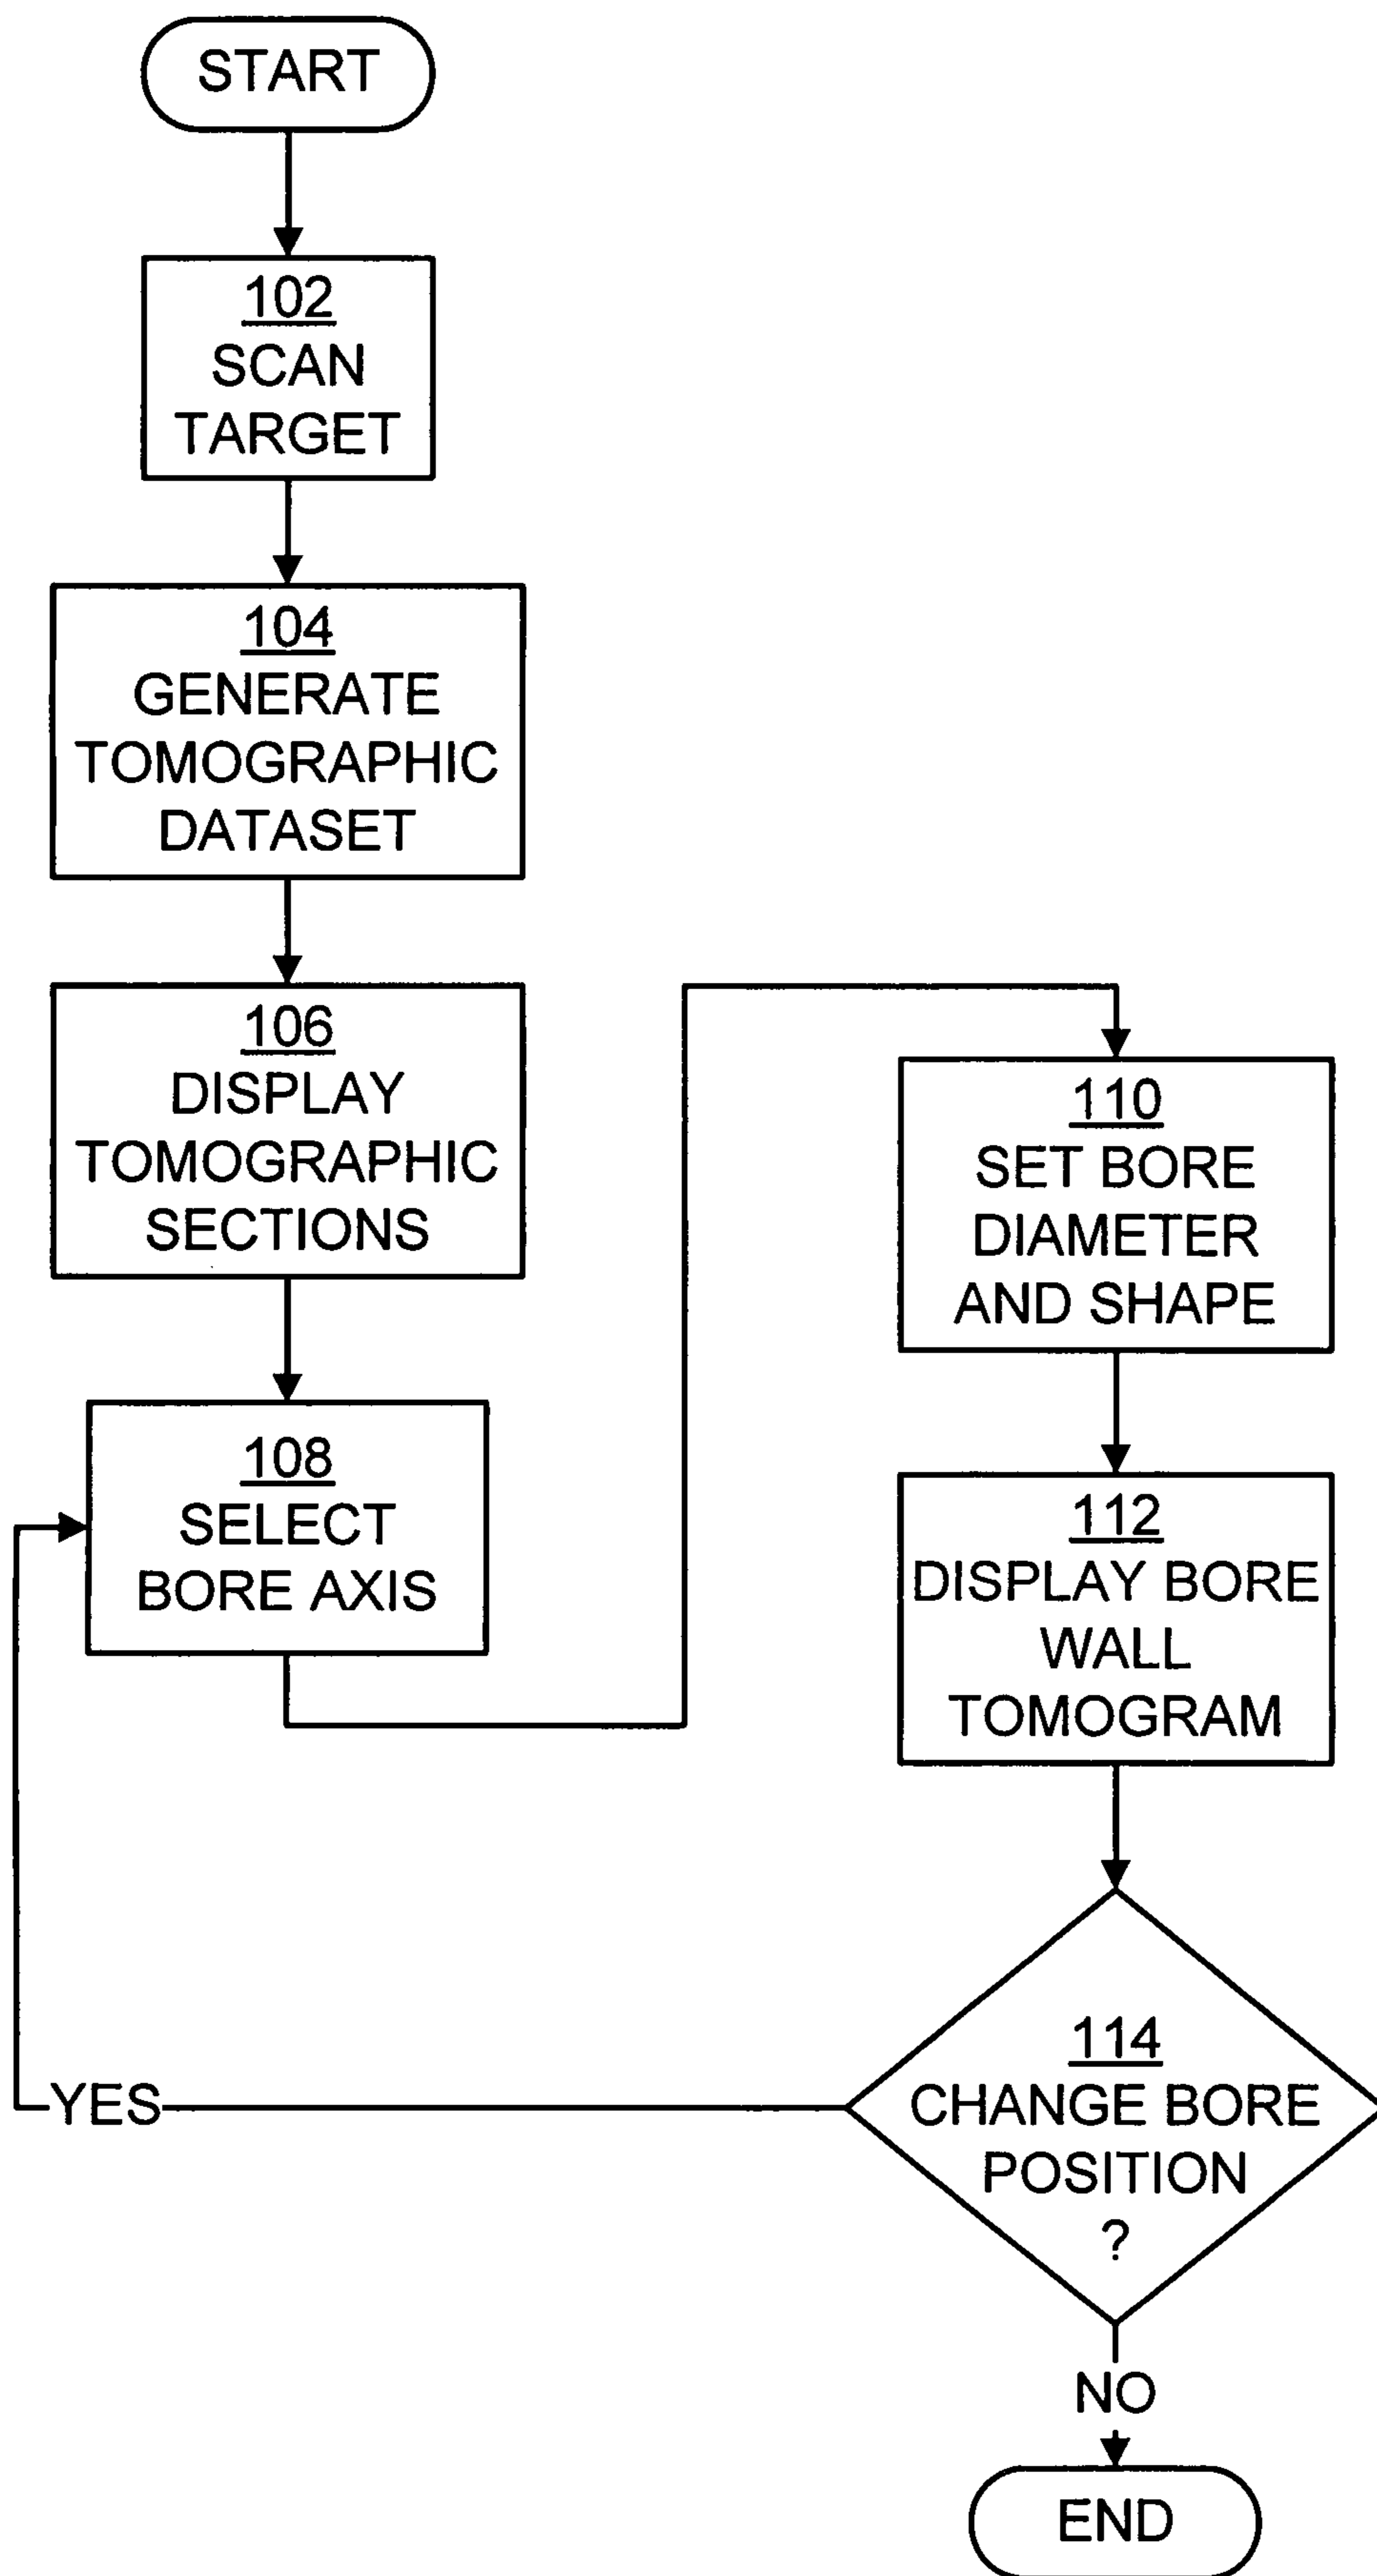 START
102
SCAN
TARGET
104
GENERATE
TOMOGRAPHIC
DATASET
106
DISPLAY
TOMOGRAPHIC
SECTIONS
108
SELECT
BORE AXIS
110
SET BORE
DIAMETER
AND SHAPE
112
DISPLAY BORE
WALL
TOMOGRAM
114
CHANGE BORE
POSITION
?
YES
NO
END